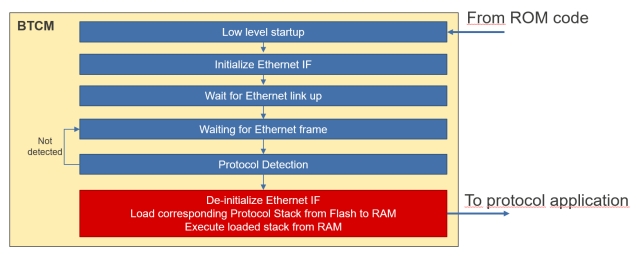 From ROM code
BTCM
Low level startup
Initialize Ethernet IF
Wait for Ethernet link up
Waiting for Ethernet frame
Not
detected
Protocol Detection
De-initialize Ethernet IF
Load corresponding Protocol Stack from Flash to RAM
Execute loaded stack from RAM
To protocol application